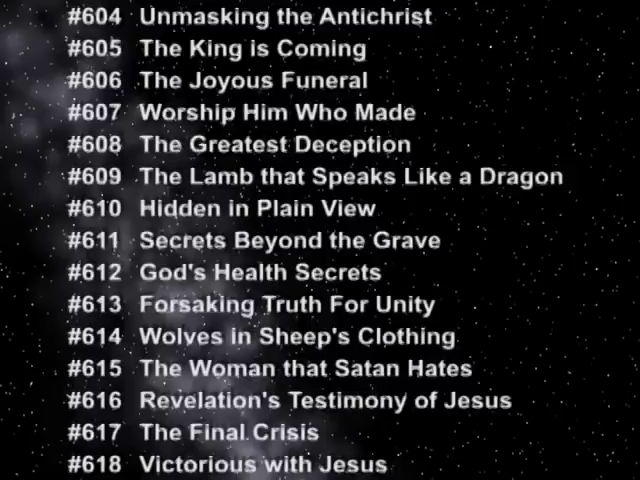 #604 Unmasking the Antichrist
#605 The King is Coming
#606 The Joyous Funeral
#607 Worship Him Who Made
#608 The Greatest Deception
#609 The Lamb that Speaks Like a Dragon
#610 Hidden in Plain View
#611 Secrets Beyond the Grave
#612 God's Health Secrets
#613 Forsaking Truth For Unity
#614 Wolves in Sheep's Clothing
#615 The Woman that Satan Hates
#616 Revelation's Testimony of Jesus
#617 The Final Crisis
#618 Victorious with Jesus